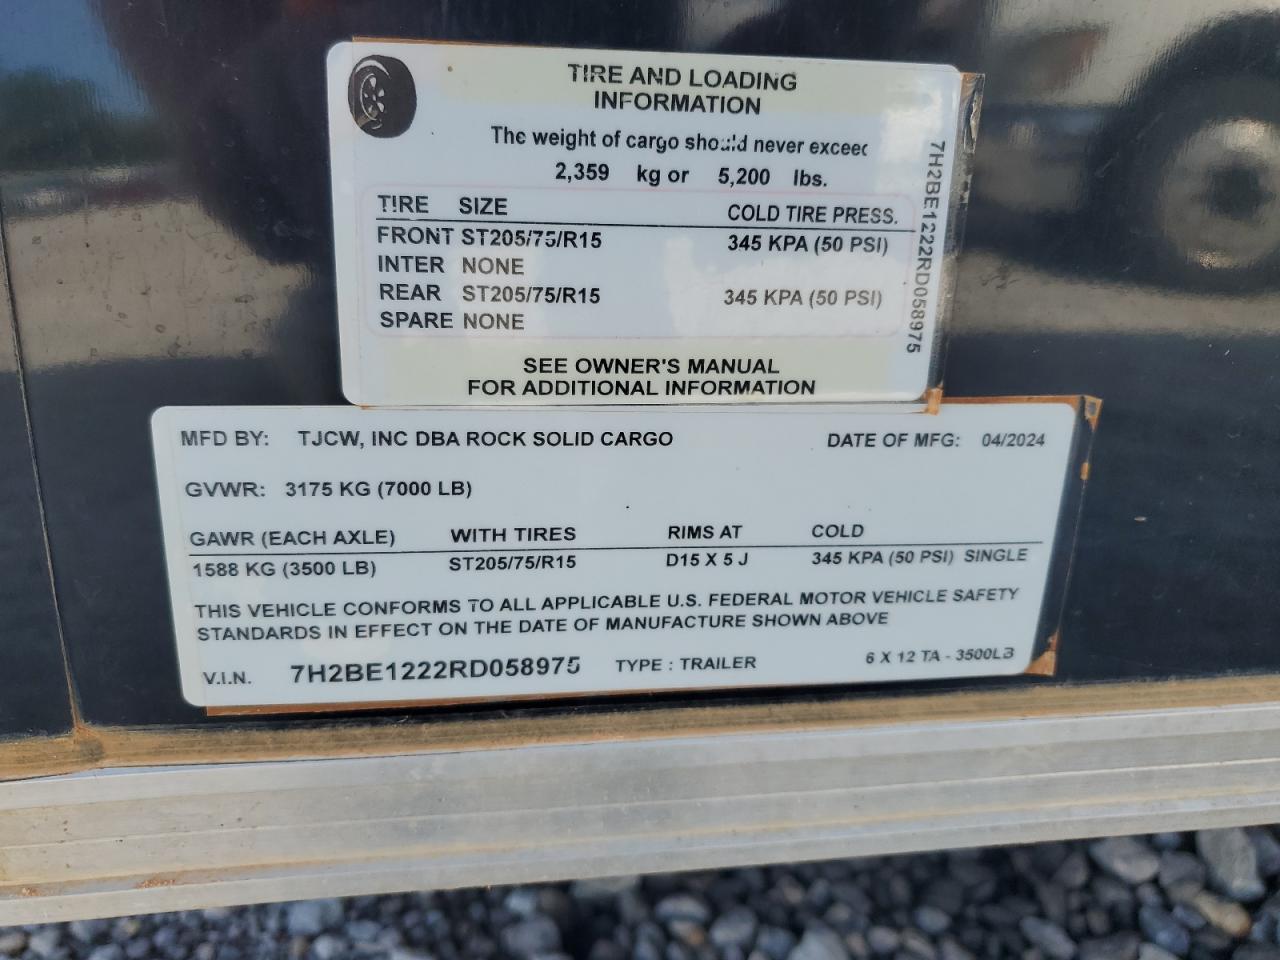 TIRE AND LOADING
INFORMATION
The weight of cargo should never exceed
2,359 kg or 5,200 lbs.
TIRE SIZE COLD TIRE PRESS.
FRONT ST205/75/R15 345 KPA (50 PSI)
INTER NONE
REAR ST205/75/R15 345 KPA (50 PSI)
SPARE NONE
SEE OWNER'S MANUAL
FOR ADDITIONAL INFORMATION
7H2BE1222RD058975
MFD BY: TJCW, INC DBA ROCK SOLID CARGO DATE OF MFG: 04/2024
GVWR: 3175 KG (7000 LB)
GAWR (EACH AXLE) WITH TIRES RIMS AT COLD
1588 KG (3500 LB) ST205/75/R15 D15 X 5 J 345 KPA (50 PSI) SINGLE
THIS VEHICLE CONFORMS TO ALL APPLICABLE U.S. FEDERAL MOTOR VEHICLE SAFETY
STANDARDS IN EFFECT ON THE DATE OF MANUFACTURE SHOWN ABOVE
V.I.N. 7H2BE1222RD058975 TYPE : TRAILER 6 X 12 TA - 3500LB